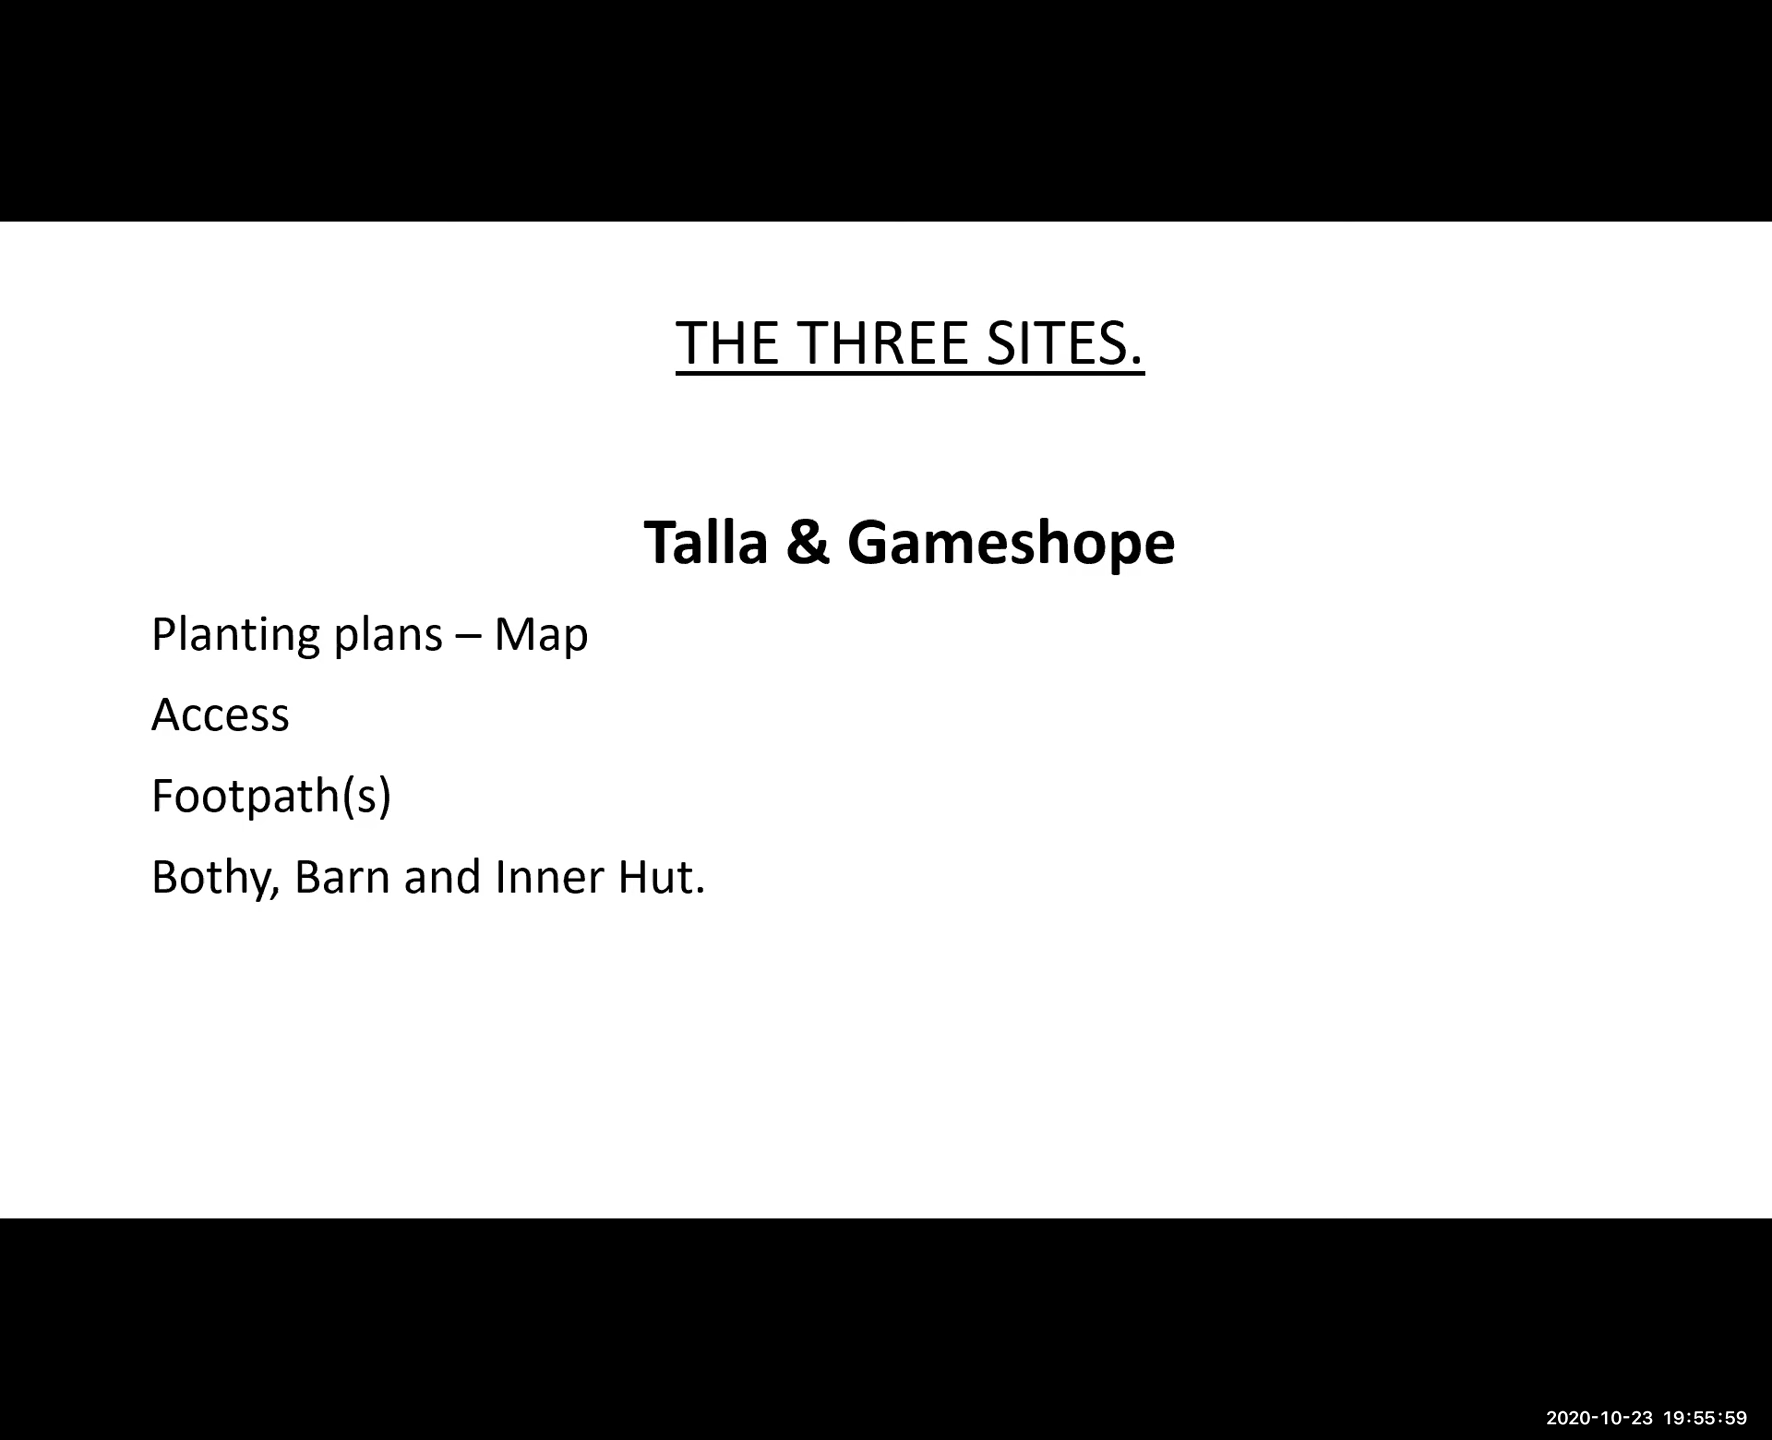 THE THREE SITES.
Talla & Gameshope
Planting plans – Map
Access
Footpath(s)
Bothy, Barn and Inner Hut.
2020-10-23 19:55:59